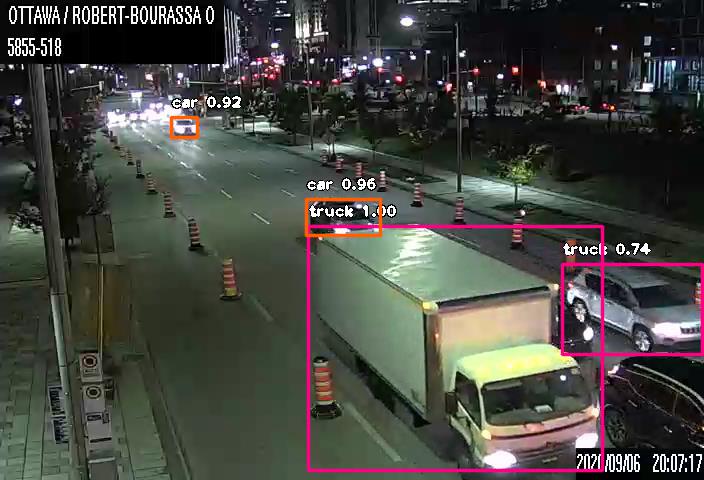 OTTAWA / ROBERT-BOURASSA O
5855-518
car 0.92
car 0.96
truck 1.00
truck 0.74
2020/09/06 20:07:17